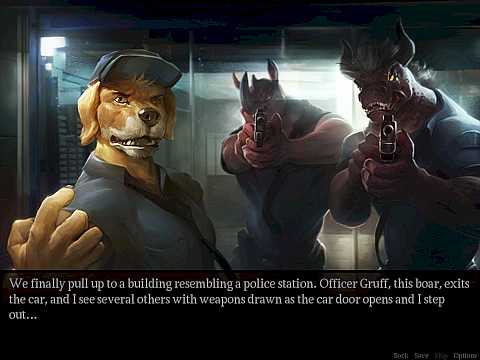 We finally pull up to a building resembling a police station. Officer Gruff, this boar, exits
the car, and I see several others with weapons drawn as the car door opens and I step
out...
Back Save Skip Options